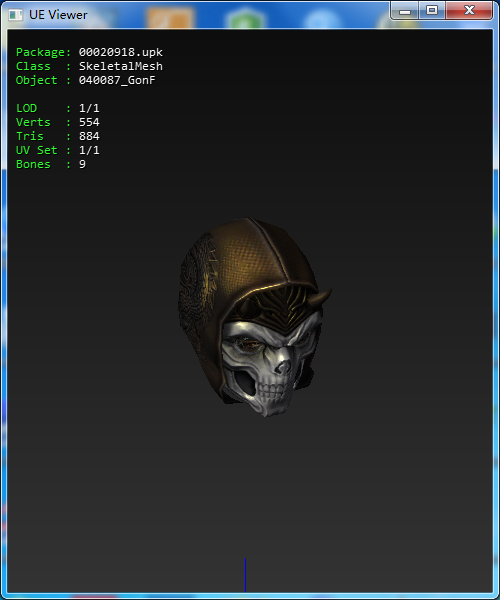 UE Viewer
Package: 00020918.upk
Class : SkeletalMesh
Object : 040087_GonF
LOD : 1/1
Verts : 554
Tris : 884
UV Set : 1/1
Bones : 9